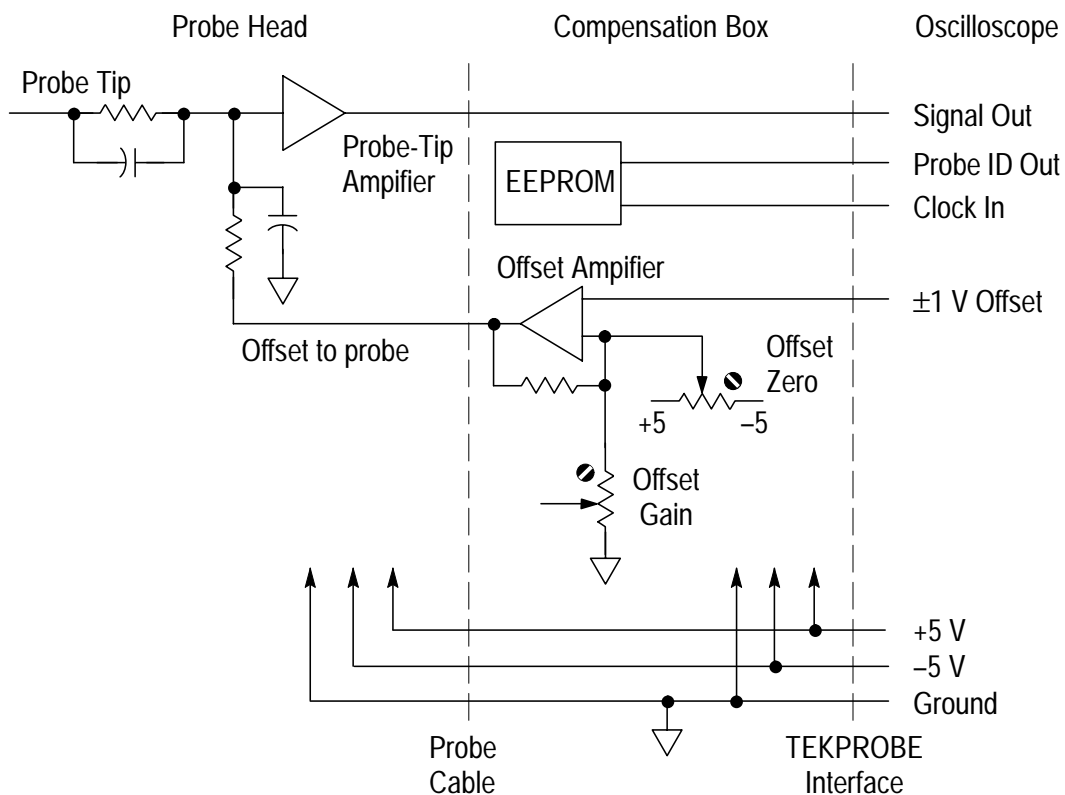 Probe Head
Compensation Box
Oscilloscope
Probe Tip
Signal Out
Probe-Tip
Ampifier
EEPROM
Probe ID Out
Clock In
Offset Ampifier
±1 V Offset
Offset to probe
Offset
Zero
+5
–5
Offset
Gain
+5 V
–5 V
Ground
Probe
Cable
TEKPROBE
Interface